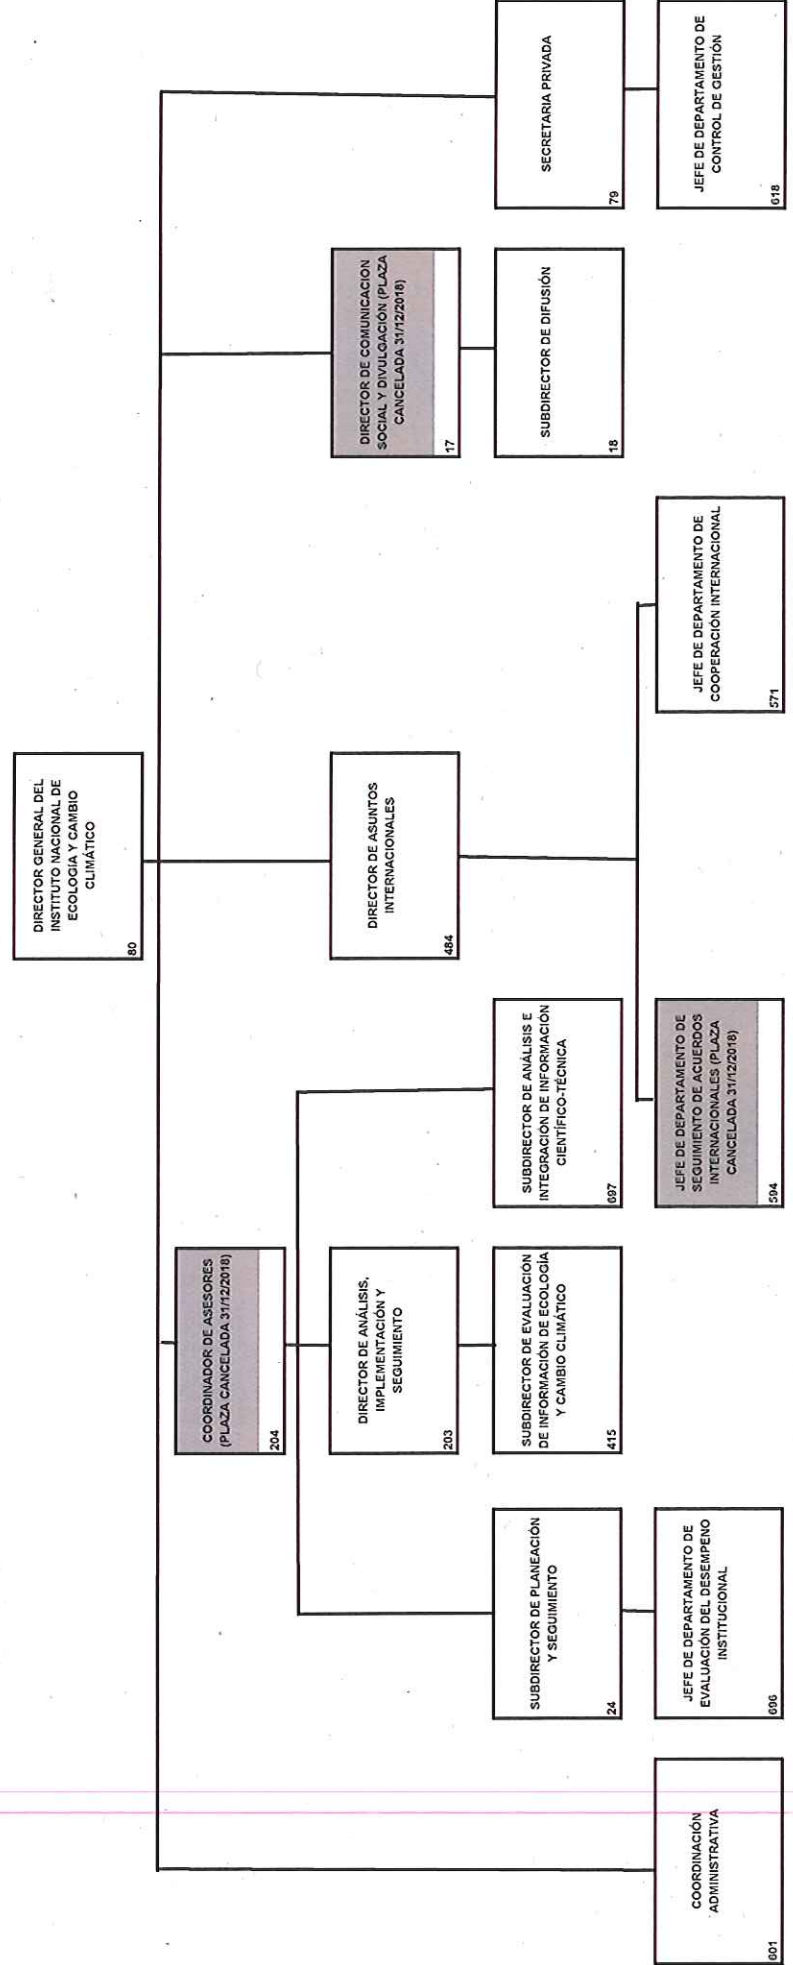 DIRECTOR GENERAL DEL
INSTITUTO NACIONAL DE
ECOLOGÍA Y CAMBIO
CLIMÁTICO
80
COORDINADOR DE ASESORES
(PLAZA CANCELADA 31/12/2018)
204
DIRECTOR DE ANÁLISIS,
IMPLEMENTACIÓN Y
SEGUIMIENTO
203
DIRECTOR DE ASUNTOS
INTERNACIONALES
484
DIRECTOR DE COMUNICACION
SOCIAL Y DIVULGACIÓN (PLAZA
CANCELADA 31/12/2018)
17
SUBDIRECTOR DE PLANEACIÓN
Y SEGUIMIENTO
24
SUBDIRECTOR DE EVALUACIÓN
DE INFORMACIÓN DE ECOLOGÍA
Y CAMBIO CLIMÁTICO
415
SUBDIRECTOR DE ANÁLISIS E
INTEGRACIÓN DE INFORMACIÓN
CIENTÍFICO-TÉCNICA
697
SUBDIRECTOR DE DIFUSIÓN
18
SECRETARIA PRIVADA
79
COORDINACIÓN
ADMINISTRATIVA
601
JEFE DE DEPARTAMENTO DE
EVALUACIÓN DEL DESEMPEÑO
INSTITUCIONAL
696
JEFE DE DEPARTAMENTO DE
SEGUIMIENTO DE ACUERDOS
INTERNACIONALES (PLAZA
CANCELADA 31/12/2018)
594
JEFE DE DEPARTAMENTO DE
COOPERACIÓN INTERNACIONAL
571
JEFE DE DEPARTAMENTO DE
CONTROL DE GESTIÓN
618